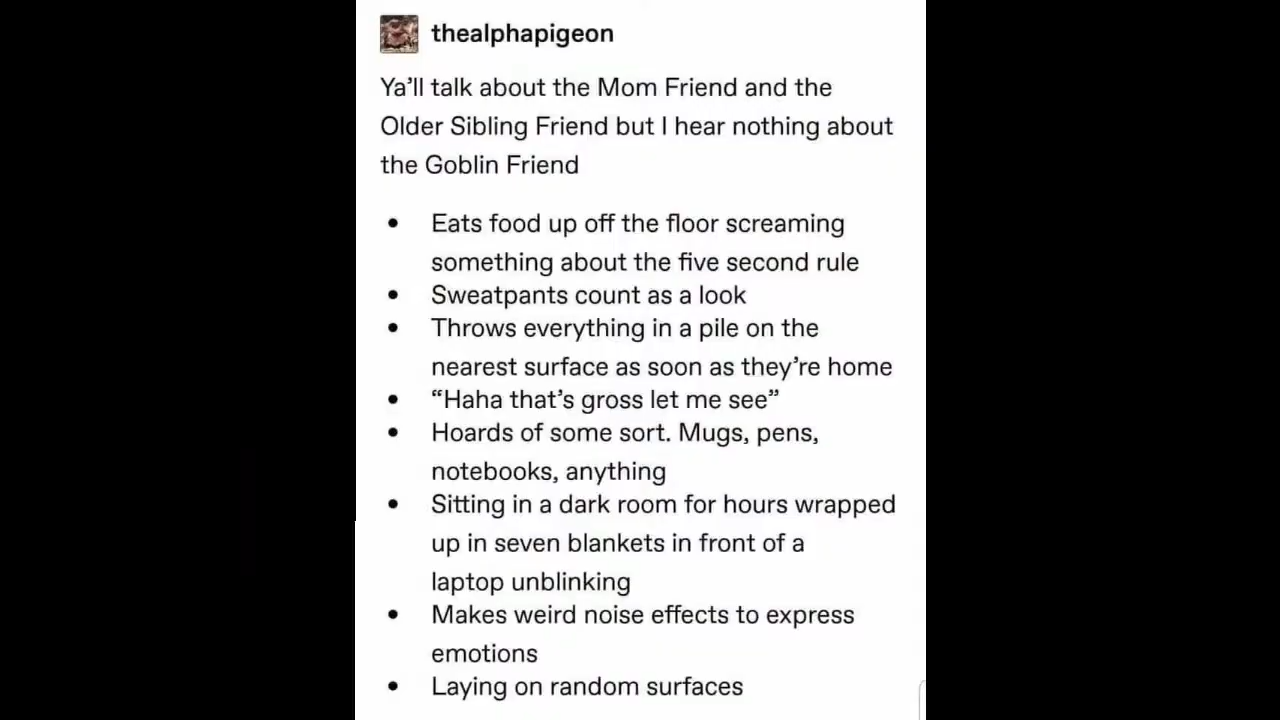 thealphapigeon
Ya’ll talk about the Mom Friend and the
Older Sibling Friend but I hear nothing about
the Goblin Friend
• Eats food up off the floor screaming
something about the five second rule
• Sweatpants count as a look
• Throws everything in a pile on the
nearest surface as soon as they’re home
• “Haha that’s gross let me see”
• Hoards of some sort. Mugs, pens,
notebooks, anything
• Sitting in a dark room for hours wrapped
up in seven blankets in front of a
laptop unblinking
• Makes weird noise effects to express
emotions
• Laying on random surfaces